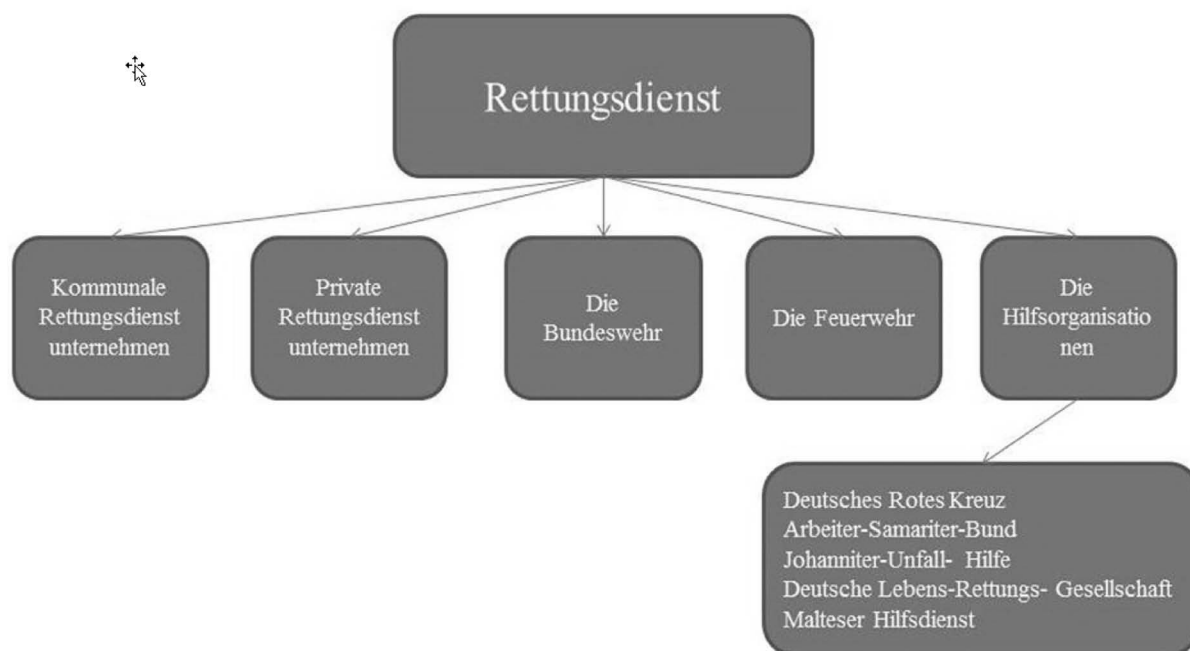 Rettungsdienst
Kommunale
Rettungsdienst
unternehmen
Private
Rettungsdienst
unternehmen
Die
Bundeswehr
Die Feuerwehr
Die
Hilfsorganisatio
nen
Deutsches Rotes Kreuz
Arbeiter-Samariter-Bund
Johanniter-Unfall- Hilfe
Deutsche Lebens-Rettungs- Gesellschaft
Malteser Hilfsdienst